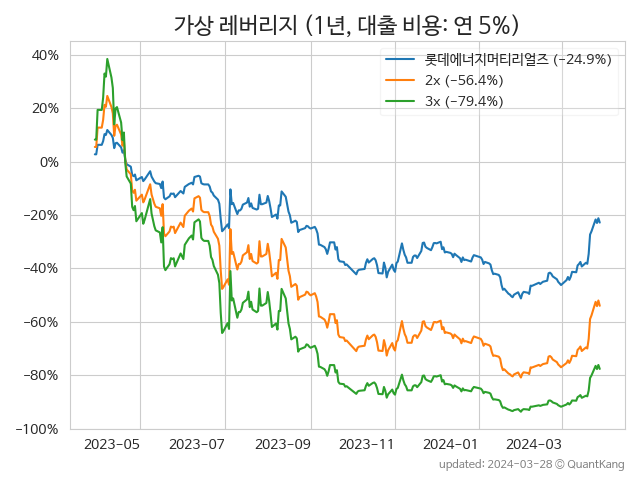 가상 레버리지 (1년, 대출 비용: 연 5%)
롯데에너지머티리얼즈 (−24.9%)
2x (−56.4%)
3x (−79.4%)
40%
20%
0%
−20%
−40%
−60%
−80%
−100%
2023-05 2023-07 2023-09 2023-11 2024-01 2024-03
updated: 2024-03-28 © QuantKang